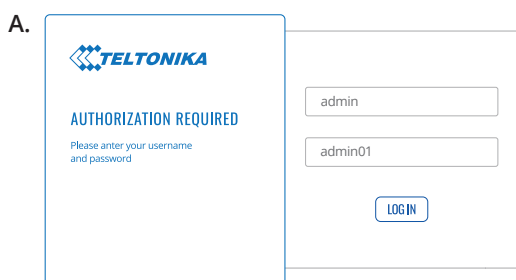 A.
TELTONIKA
AUTHORIZATION REQUIRED
Please anter your username
and password
admin
admin01
LOG IN